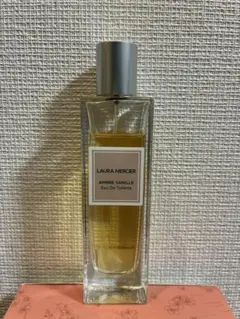 LAURA MERCIER
AMBRE VANILLE
Eau De Toilette